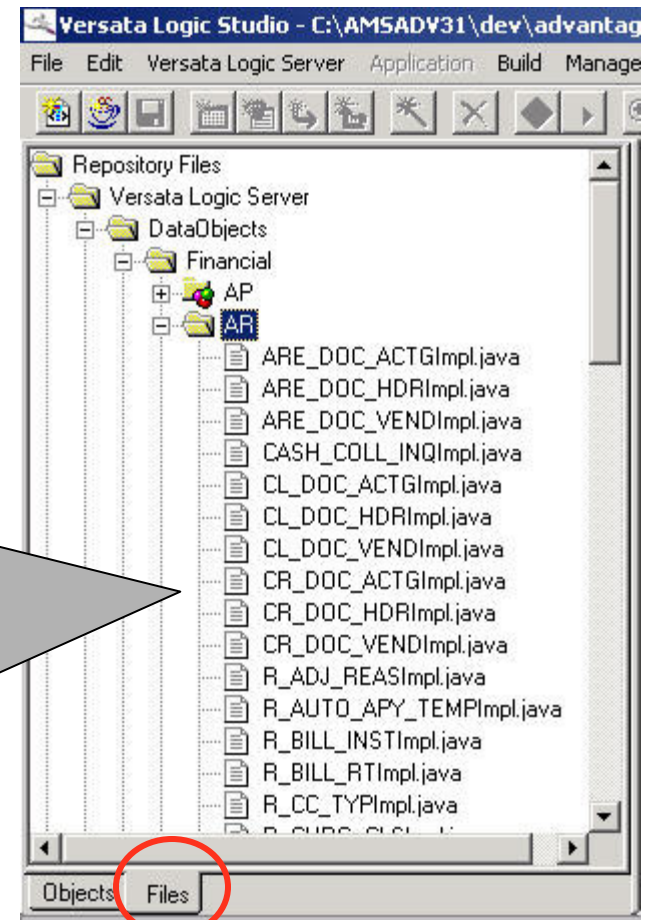 Versata Logic Studio - C:\AMSADV31\dev\advantag
File Edit Versata Logic Server Application Build Manage
Repository Files
Versata Logic Server
DataObjects
Financial
AP
AR
ARE_DOC_ACTGImpl.java
ARE_DOC_HDRImpl.java
ARE_DOC_VENDImpl.java
CASH_COLL_INQImpl.java
CL_DOC_ACTGImpl.java
CL_DOC_HDRImpl.java
CL_DOC_VENDImpl.java
CR_DOC_ACTGImpl.java
CR_DOC_HDRImpl.java
CR_DOC_VENDImpl.java
R_ADJ_REASImpl.java
R_AUTO_APY_TEMPImpl.java
R_BILL_INSTImpl.java
R_BILL_RTImpl.java
R_CC_TYPImpl.java
Objects Files